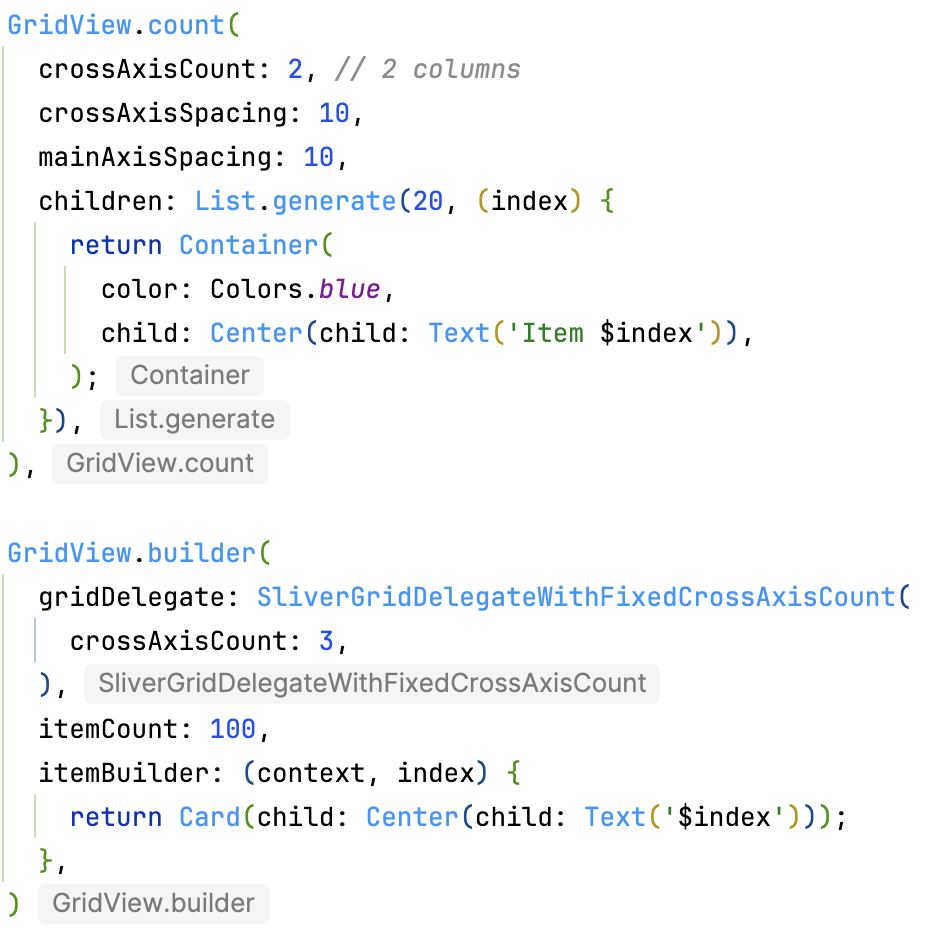 GridView.count(
  crossAxisCount: 2, // 2 columns
  crossAxisSpacing: 10,
  mainAxisSpacing: 10,
  children: List.generate(20, (index) {
    return Container(
      color: Colors.blue,
      child: Center(child: Text('Item $index')),
    ); Container
  }), List.generate
), GridView.count

GridView.builder(
  gridDelegate: SliverGridDelegateWithFixedCrossAxisCount(
    crossAxisCount: 3,
  ), SliverGridDelegateWithFixedCrossAxisCount
  itemCount: 100,
  itemBuilder: (context, index) {
    return Card(child: Center(child: Text('$index')));
  },
) GridView.builder